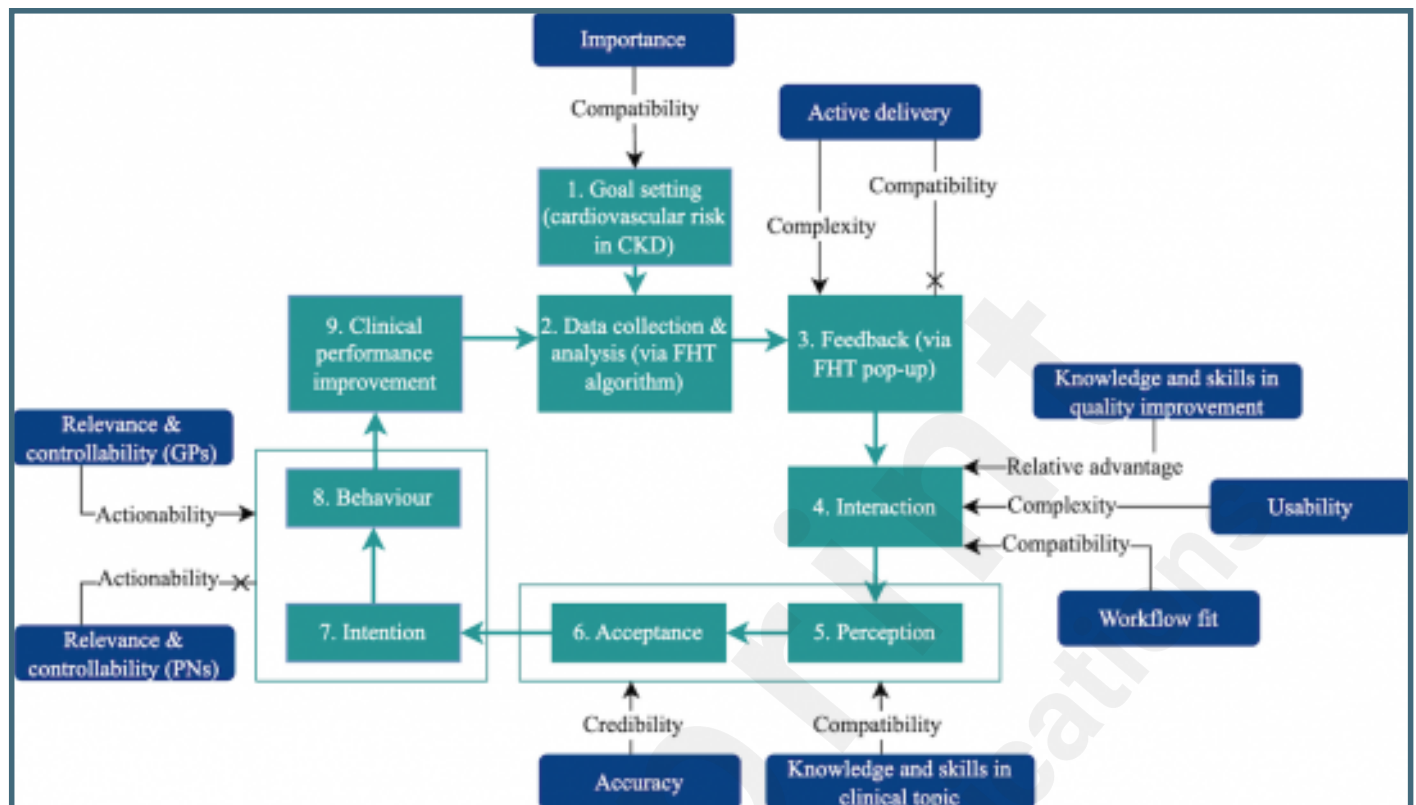 Importance
Compatibility
Active delivery
1. Goal setting
(cardiovascular risk
in CKD)
Compatibility
Complexity
9. Clinical
performance
improvement
2. Data collection &
analysis (via FHT
algorithm)
3. Feedback (via
FHT pop-up)
Knowledge and skills in
quality improvement
Relevance &
controllability (GPs)
Relative advantage
8. Behaviour
4. Interaction
Complexity
Usability
Actionability
Compatibility
Actionability
7. Intention
6. Acceptance
5. Perception
Workflow fit
Relevance &
controllability (PNs)
Credibility
Compatibility
Accuracy
Knowledge and skills in
clinical topic